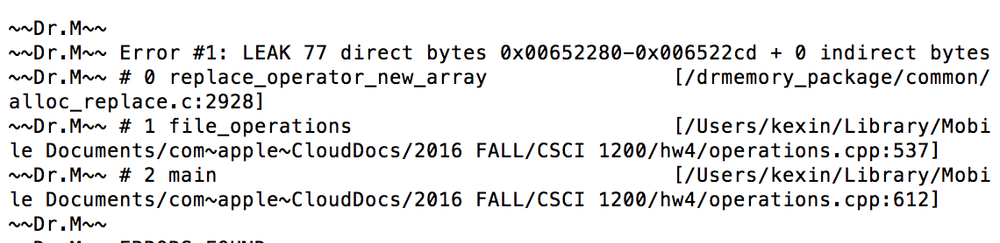 ~~Dr.M~~
~~Dr.M~~ Error #1: LEAK 77 direct bytes 0x00652280-0x006522cd + 0 indirect bytes
~~Dr.M~~ # 0 replace_operator_new_array               [/drmemory_package/common/
alloc_replace.c:2928]
~~Dr.M~~ # 1 file_operations                          [/Users/kexin/Library/Mobi
le Documents/com~apple~CloudDocs/2016 FALL/CSCI 1200/hw4/operations.cpp:537]
~~Dr.M~~ # 2 main                                     [/Users/kexin/Library/Mobi
le Documents/com~apple~CloudDocs/2016 FALL/CSCI 1200/hw4/operations.cpp:612]
~~Dr.M~~